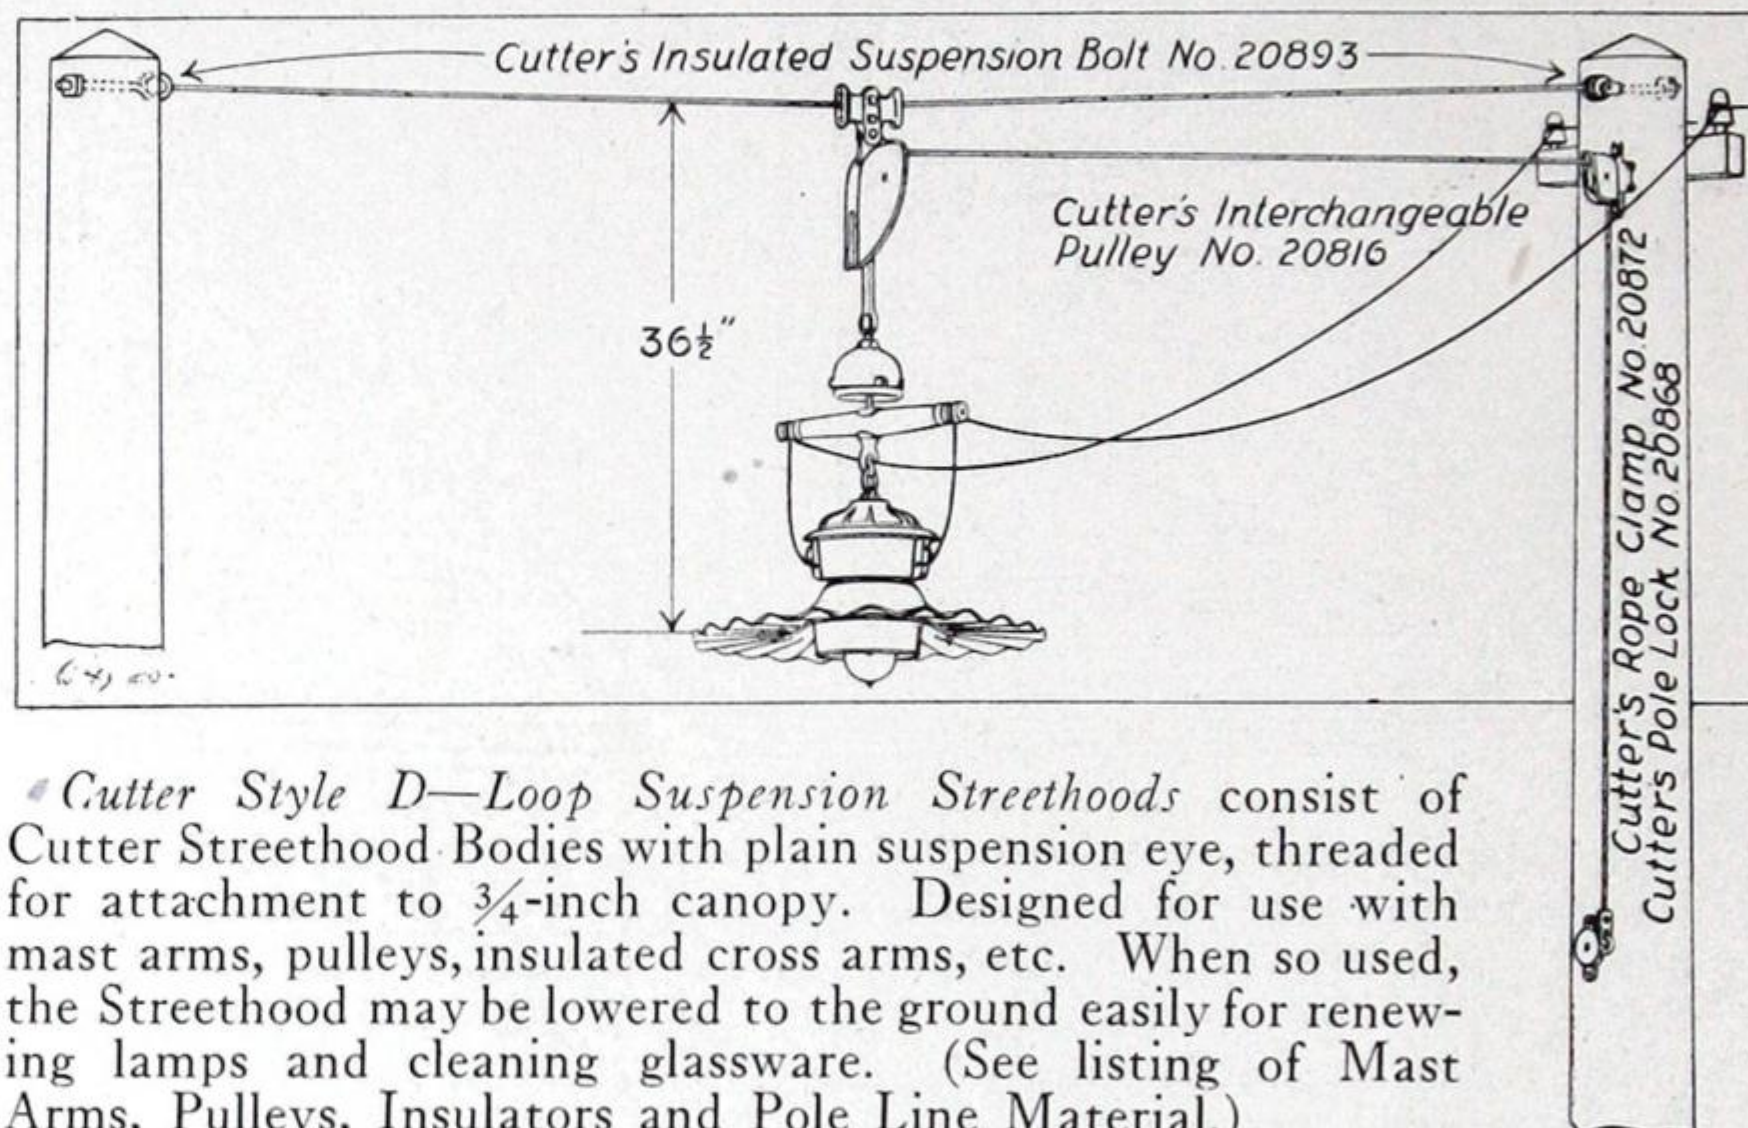 Cutter's Insulated Suspension Bolt No. 20893
Cutter's Interchangeable
Pulley No. 20816
36½"
Cutter's Rope Clamp No. 20872
Cutter's Pole Lock No. 20868
Cutter Style D—Loop Suspension Streethoods consist of
Cutter Streethood Bodies with plain suspension eye, threaded
for attachment to ¾-inch canopy. Designed for use with
mast arms, pulleys, insulated cross arms, etc. When so used,
the Streethood may be lowered to the ground easily for renew-
ing lamps and cleaning glassware. (See listing of Mast
Arms, Pulleys, Insulators and Pole Line Material.)